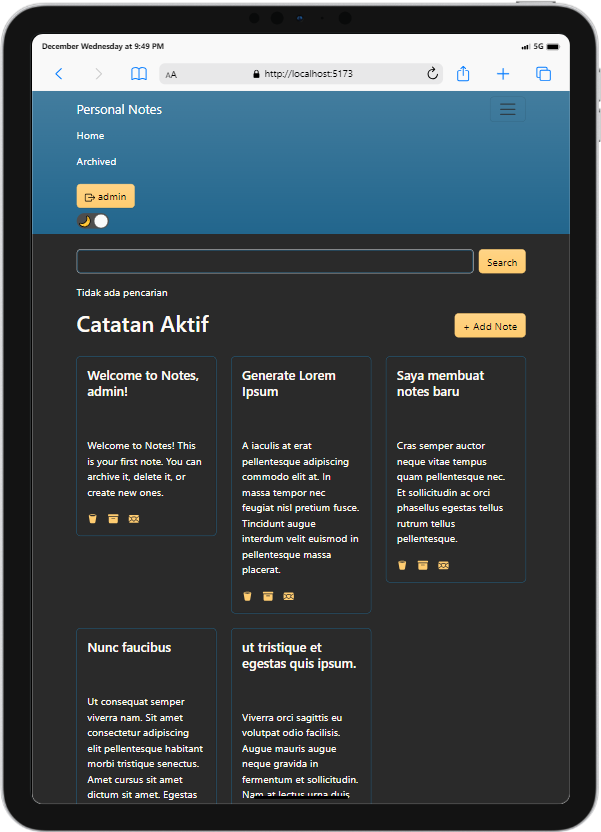 December Wednesday at 9:49 PM
5G
AA
http://localhost:5173
Personal Notes
Home
Archived
admin
Search
Tidak ada pencarian
Catatan Aktif
+ Add Note
Welcome to Notes,
admin!
Welcome to Notes! This
is your first note. You can
archive it, delete it, or
create new ones.
Generate Lorem
Ipsum
A iaculis at erat
pellentesque adipiscing
commodo elit at. In
massa tempor nec
feugiat nisl pretium fusce.
Tincidunt augue
interdum velit euismod in
pellentesque massa
placerat.
Saya membuat
notes baru
Cras semper auctor
neque vitae tempus
quam pellentesque nec.
Et sollicitudin ac orci
phasellus egestas tellus
rutrum tellus
pellentesque.
Nunc faucibus
Ut consequat semper
viverra nam. Sit amet
consectetur adipiscing
elit pellentesque habitant
morbi tristique senectus.
Amet cursus sit amet
dictum sit amet. Egestas
ut tristique et
egestas quis ipsum.
Viverra orci sagittis eu
volutpat odio facilisis.
Augue mauris augue
neque gravida in
fermentum et sollicitudin.
Nam at lectus urna duis